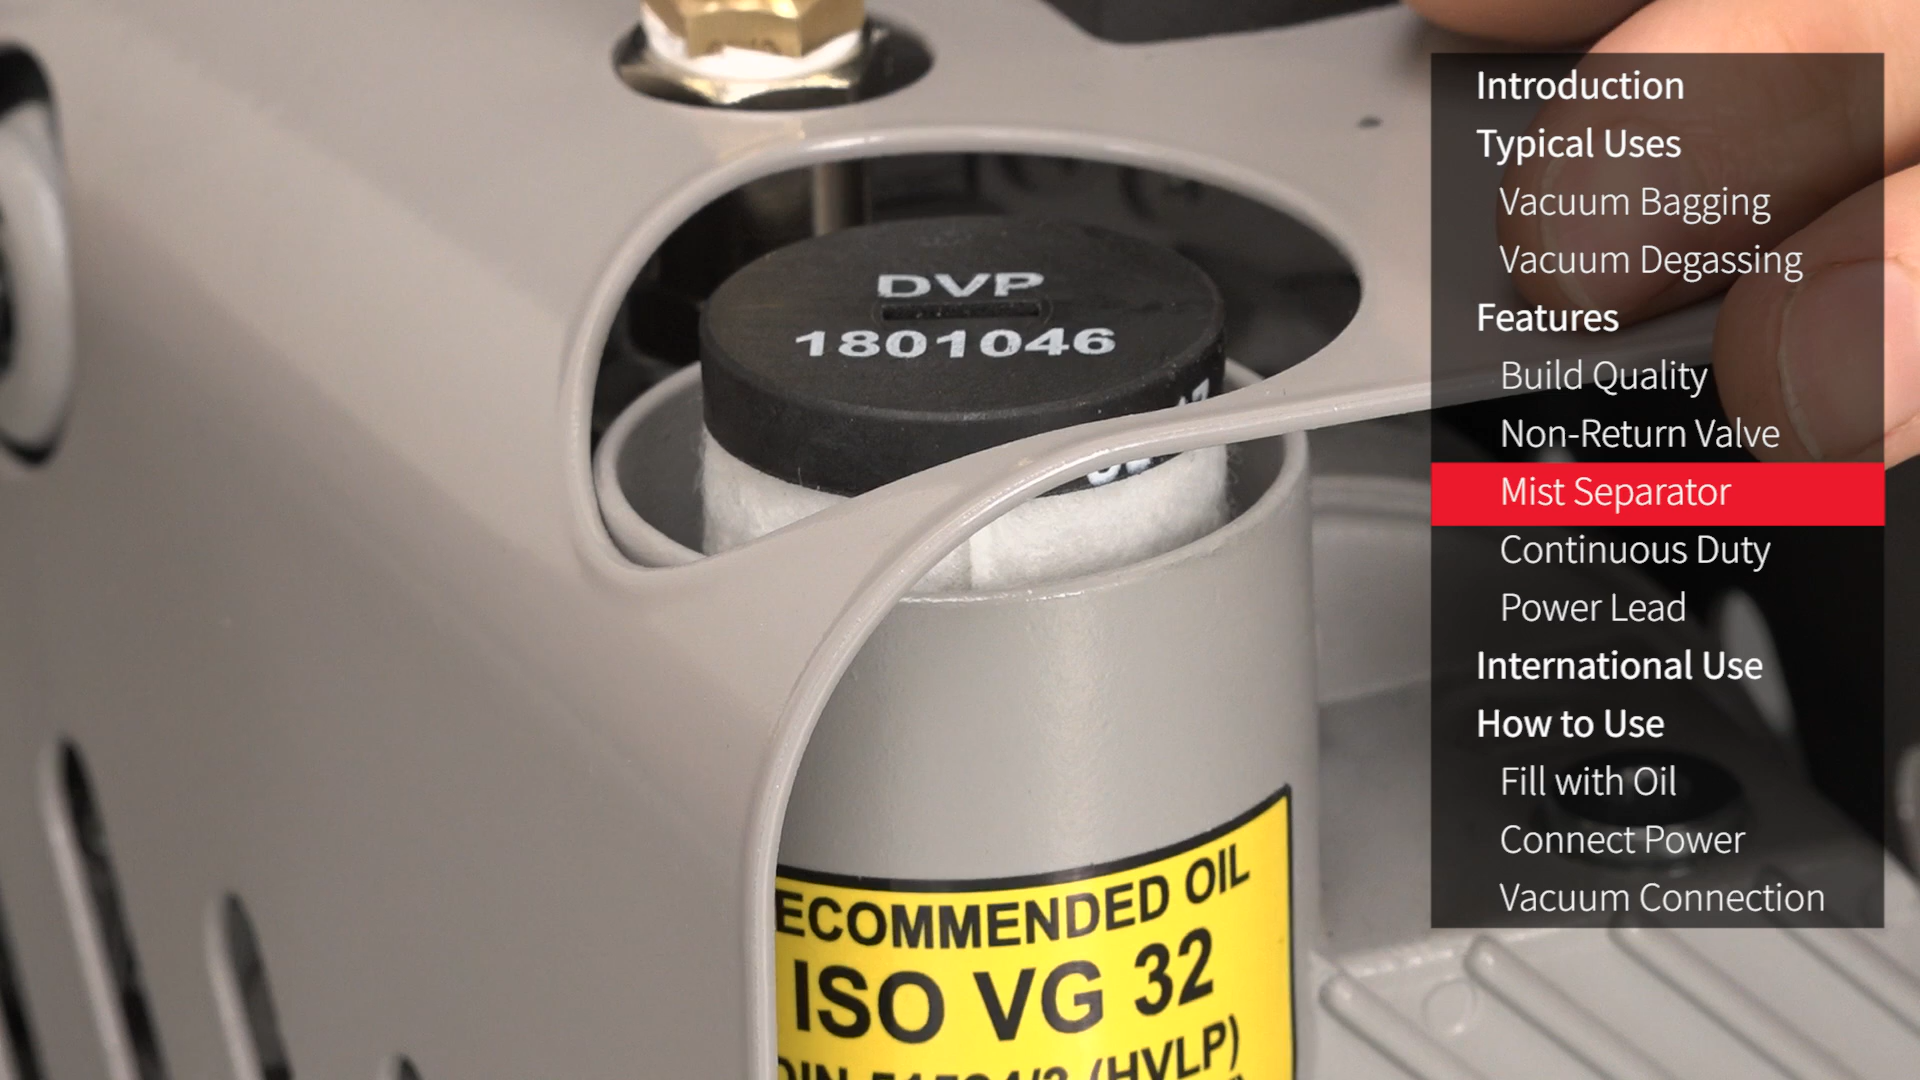 DVP
1801046
ECOMMENDED OIL
ISO VG 32
(HVLP)
Introduction
Typical Uses
Vacuum Bagging
Vacuum Degassing
Features
Build Quality
Non-Return Valve
Mist Separator
Continuous Duty
Power Lead
International Use
How to Use
Fill with Oil
Connect Power
Vacuum Connection